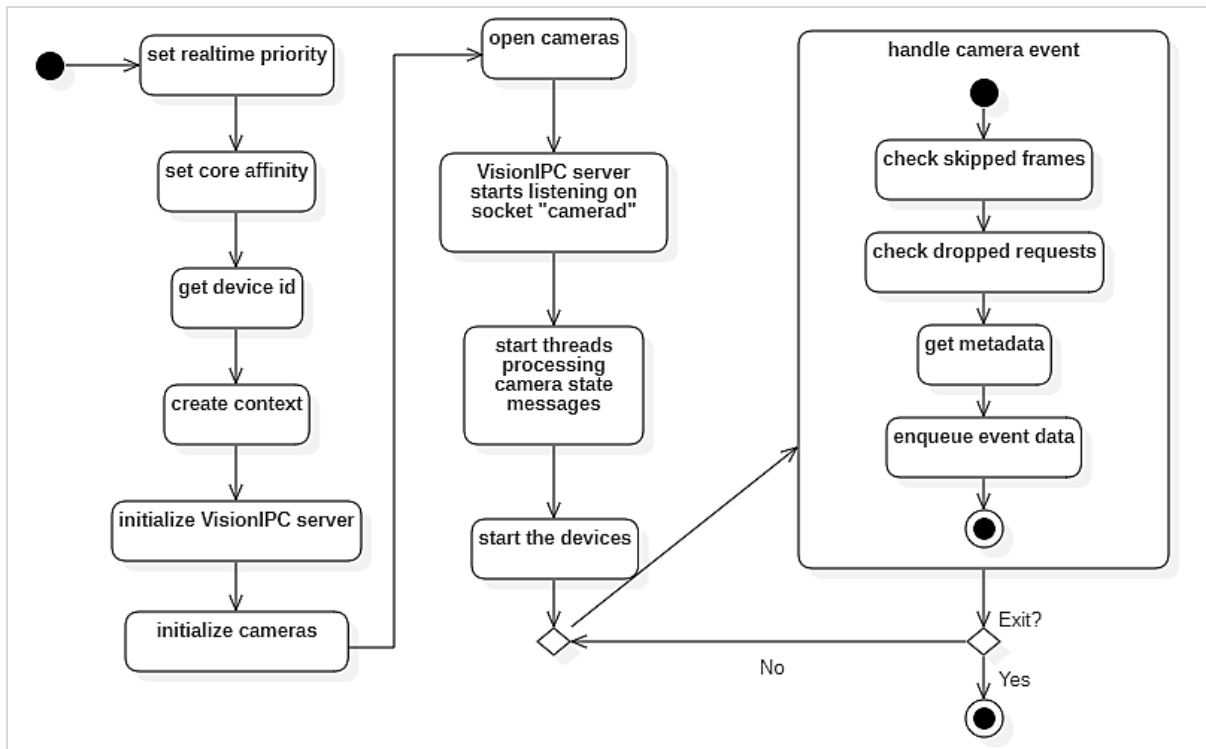 set realtime priority
set core affinity
get device id
create context
initialize VisionIPC server
initialize cameras
open cameras
VisionIPC server
starts listening on
socket "camerad"
start threads
processing
camera state
messages
start the devices
handle camera event
check skipped frames
check dropped requests
get metadata
enqueue event data
Exit?
No
Yes